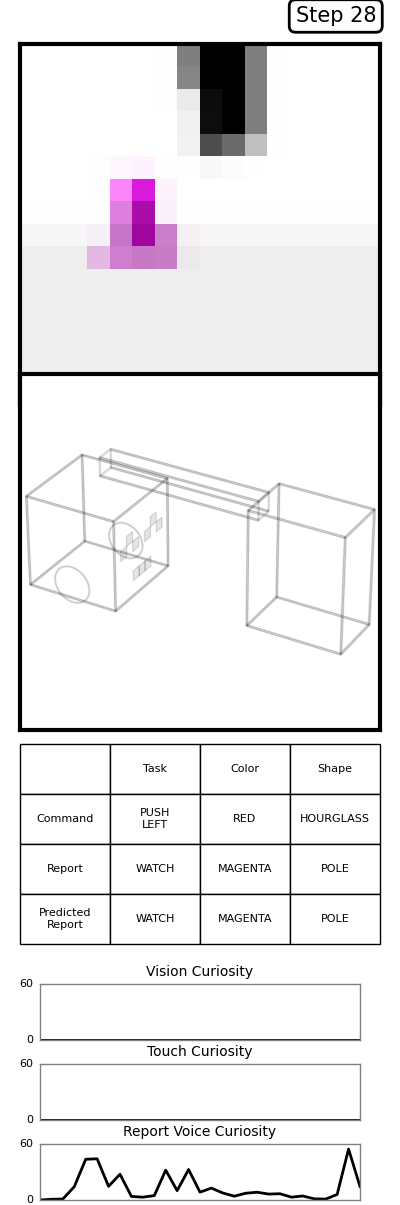 Step 28
Task Color Shape
Command PUSH LEFT RED HOURGLASS
Report WATCH MAGENTA POLE
Predicted Report WATCH MAGENTA POLE
Vision Curiosity
60
0
Touch Curiosity
60
0
Report Voice Curiosity
60
0